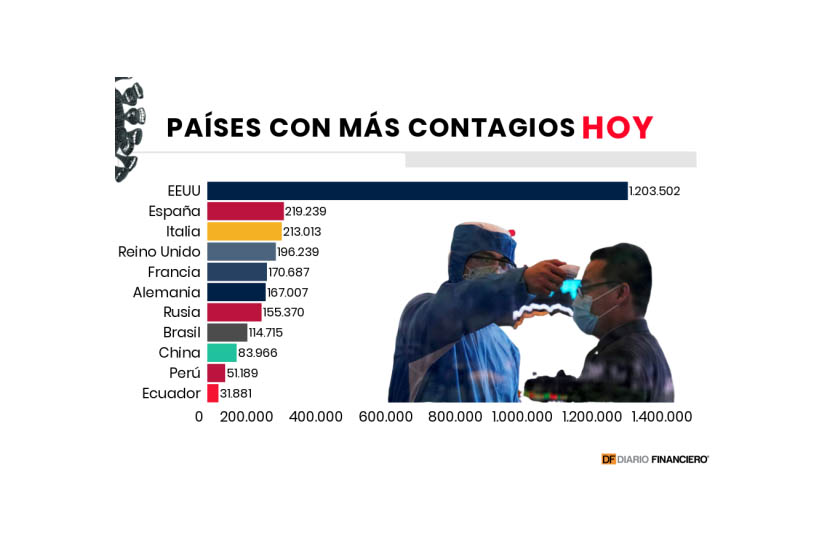 PAÍSES CON MÁS CONTAGIOS HOY
EEUU 1.203.502
España 219.239
Italia 213.013
Reino Unido 196.239
Francia 170.687
Alemania 167.007
Rusia 155.370
Brasil 114.715
China 83.966
Perú 51.189
Ecuador 31.881
0 200.000 400.000 600.000 800.000 1.000.000 1.200.000 1.400.000
DF DIARIO FINANCIERO®